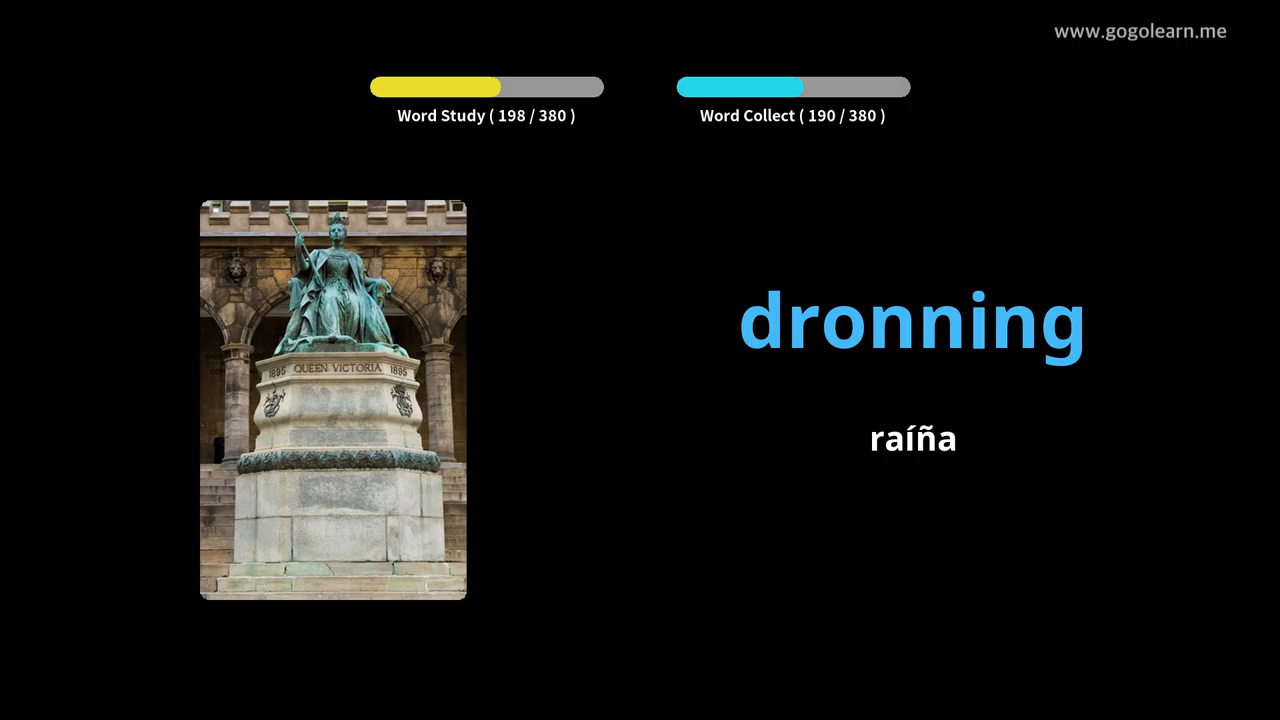 www.gogolearn.me
Word Study ( 198 / 380 )
Word Collect ( 190 / 380 )
1895 QUEEN VICTORIA 1895
dronning
raíña